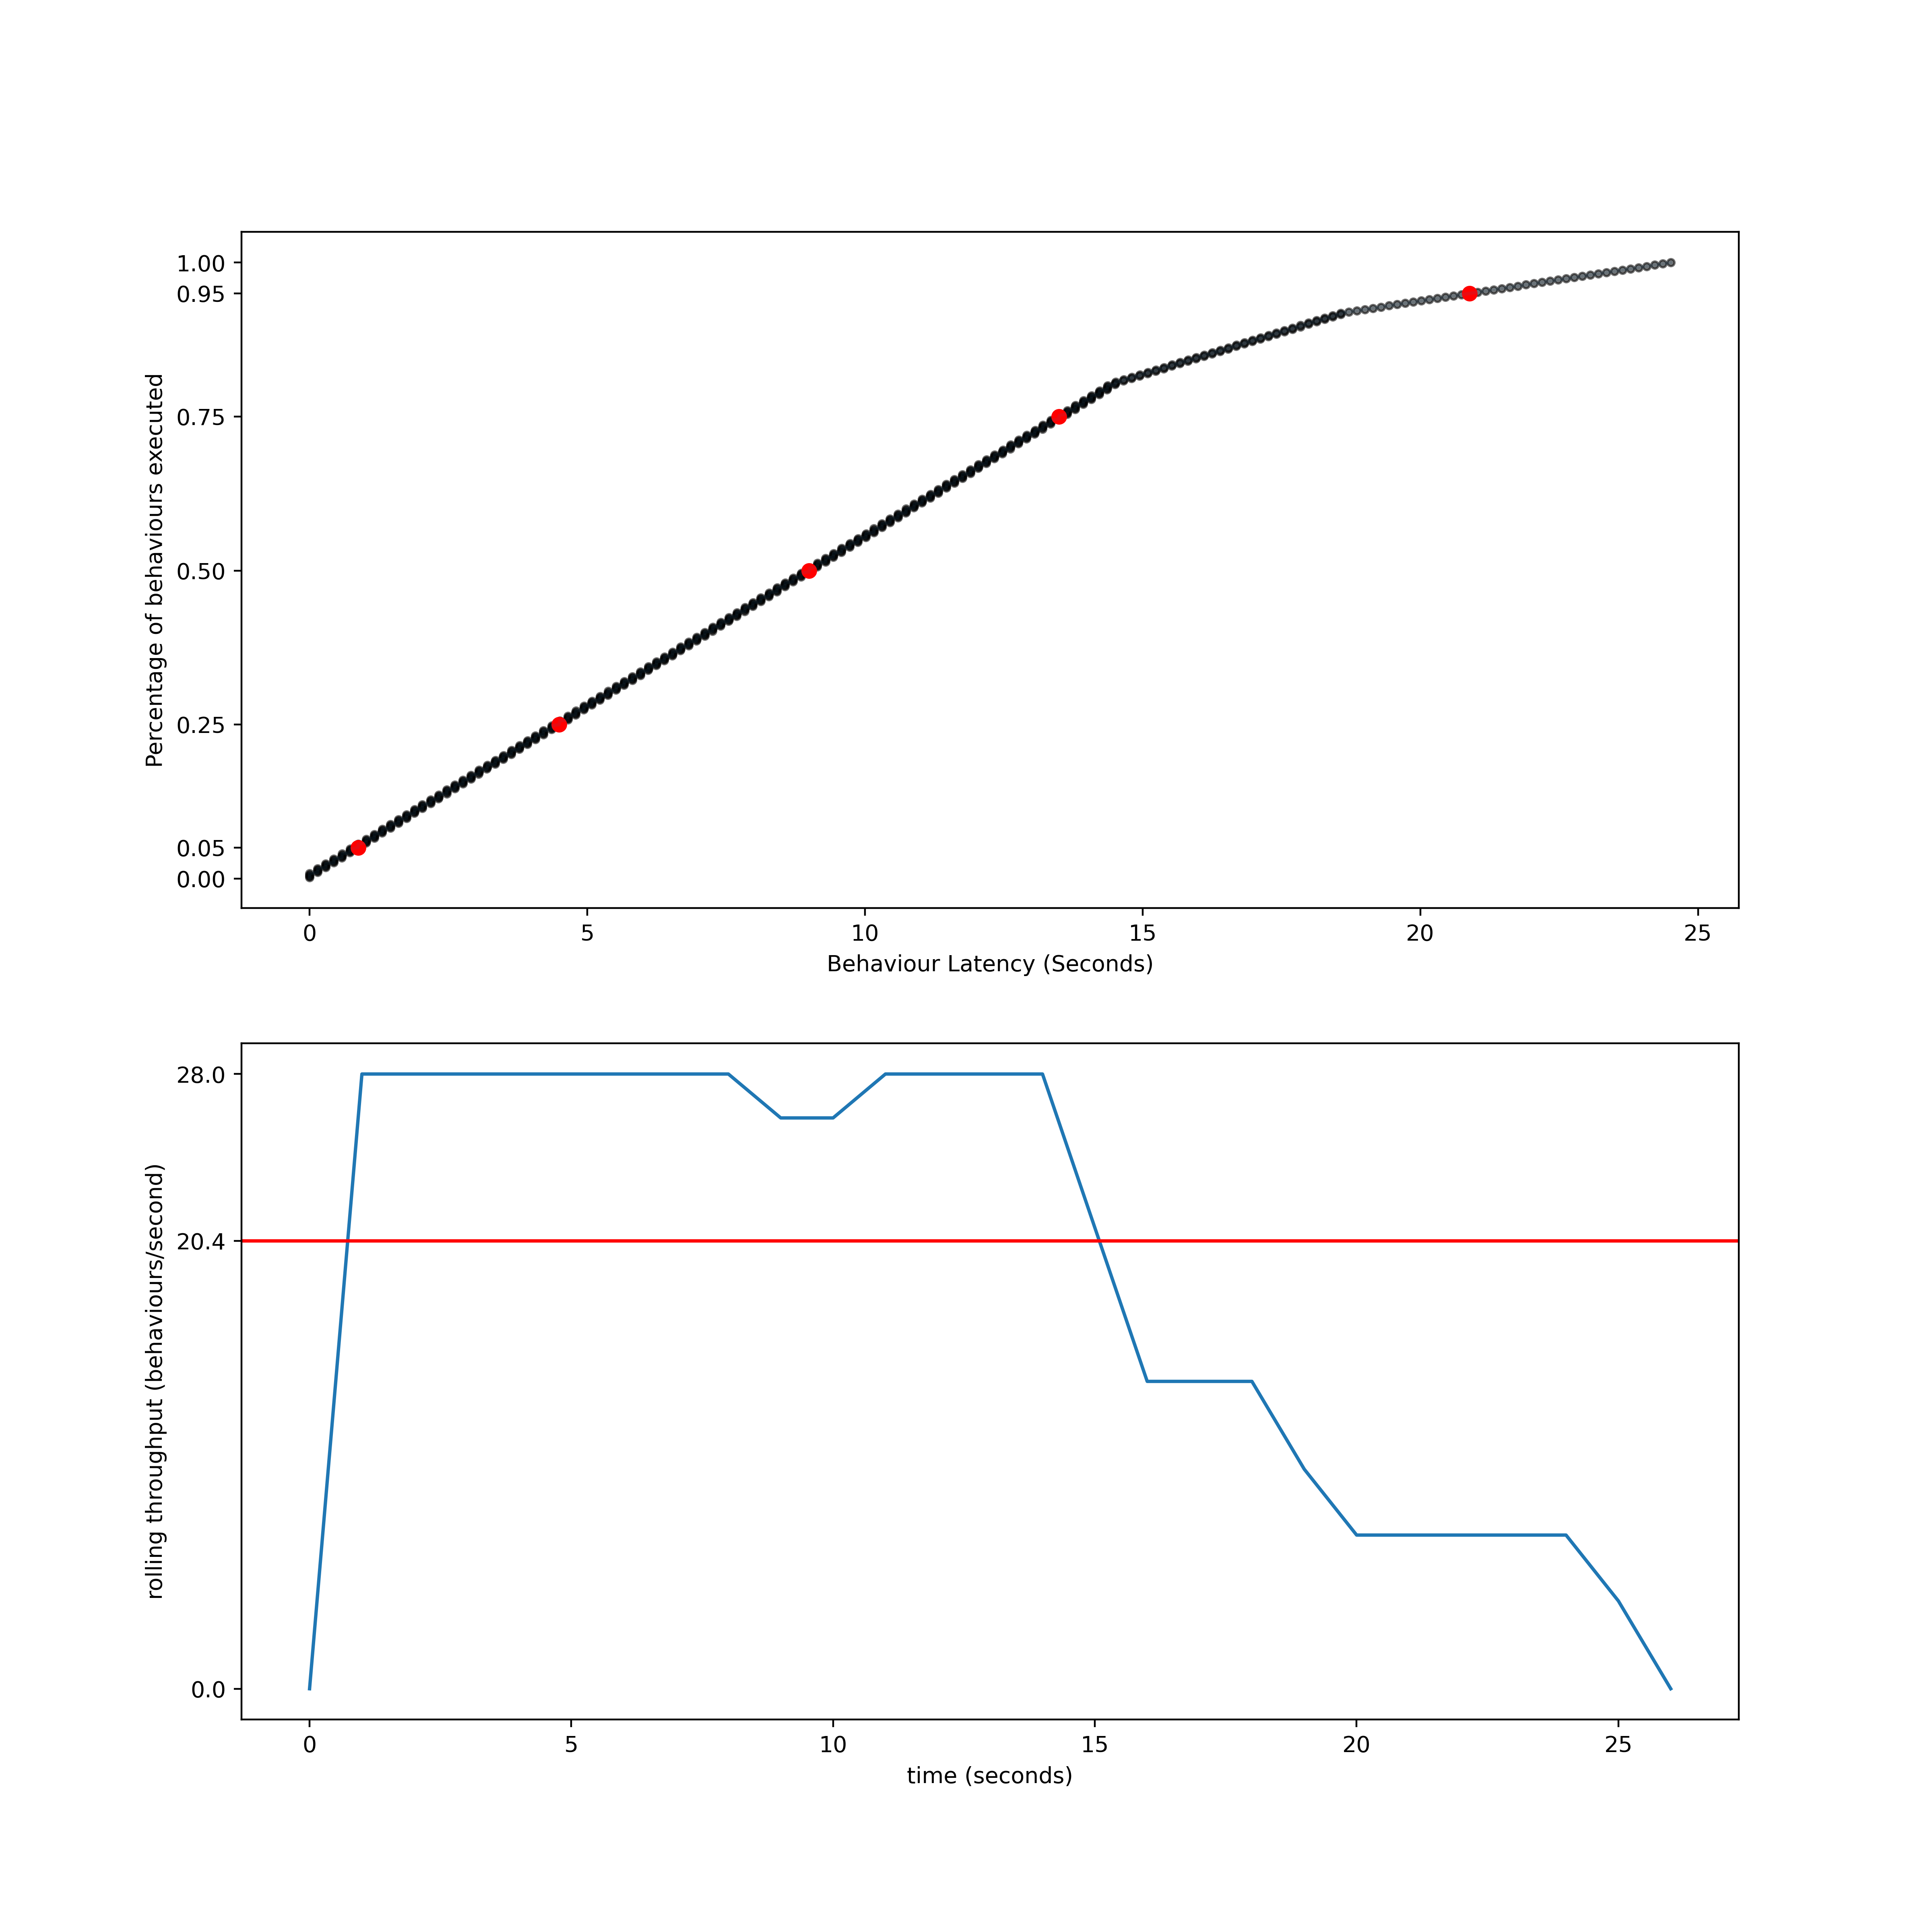 Percentage of behaviours executed
1.00
0.95
0.75
0.50
0.25
0.05
0.00
0 5 10 15 20 25
Behaviour Latency (Seconds)
rolling throughput (behaviours/second)
28.0
20.4
0.0
0 5 10 15 20 25
time (seconds)